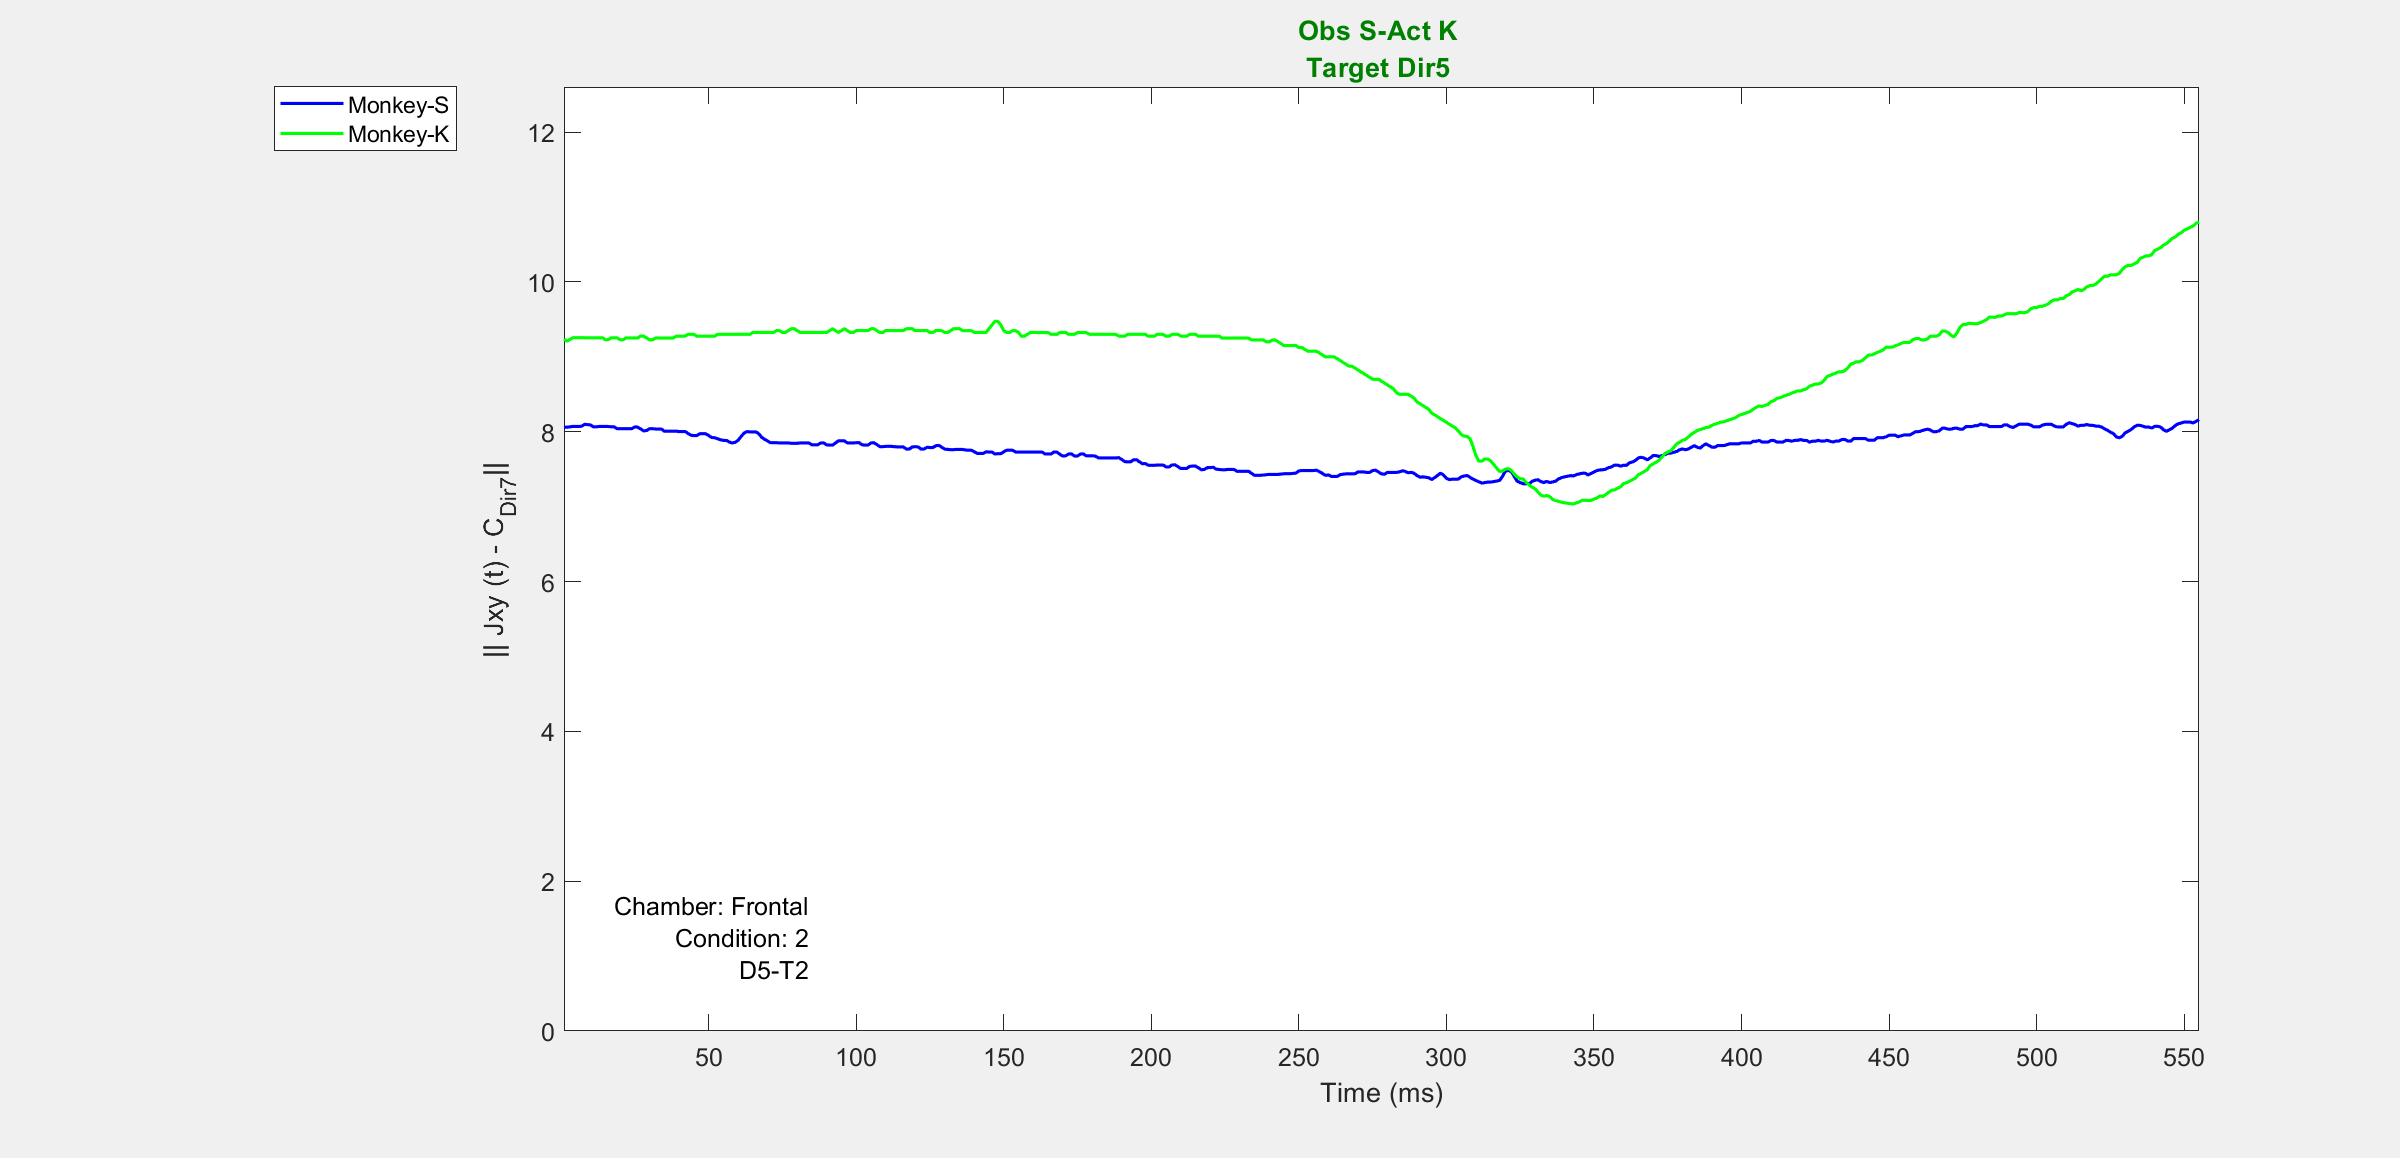 Obs S-Act K
Target Dir5
Monkey-S
Monkey-K
12
10
8
6
4
2
0
|| Jxy (t) - C_Dir7||
Chamber: Frontal
Condition: 2
D5-T2
50 100 150 200 250 300 350 400 450 500 550
Time (ms)